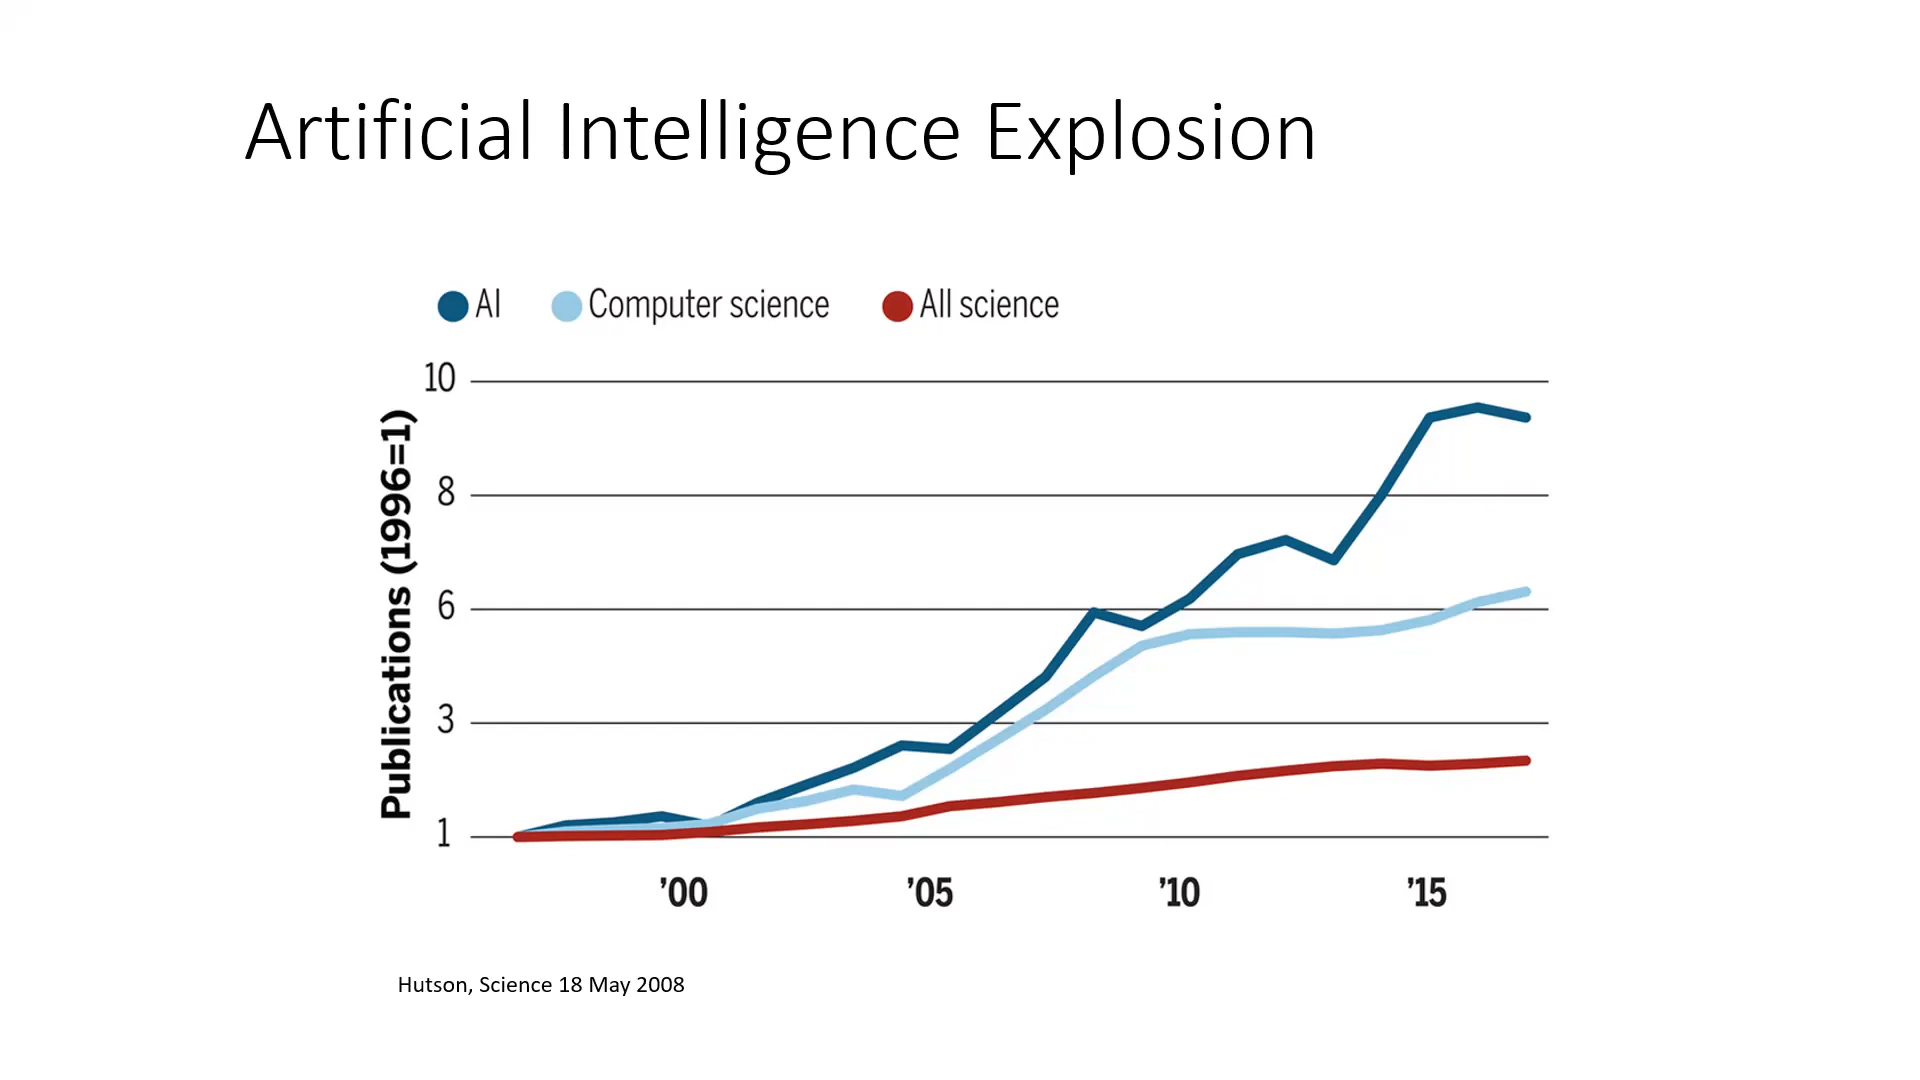 Artificial Intelligence Explosion
AI Computer science All science
Publications (1996=1)
10
8
6
3
1
’00 ’05 ’10 ’15
Hutson, Science 18 May 2008